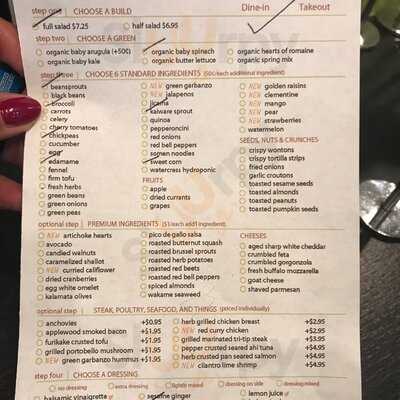 step one | CHOOSE A BUILD
Dine-in
Takeout
full salad $7.25
half salad $6.95
step two | CHOOSE A GREEN
organic baby arugula (+50¢)
organic baby spinach
organic hearts of romaine
organic baby kale
organic butter lettuce
organic spring mix
step three | CHOOSE 6 STANDARD INGREDIENTS (50¢/each additional ingredient)
beansprouts
black beans
broccoli
carrots
celery
cherry tomatoes
chickpeas
cucumber
egg
edamame
fennel
firm tofu
fresh herbs
green beans
green onions
green peas
NEW green garbanzo
NEW jalapenos
jicama
kaiware sprout
quinoa
pepperoncini
red onions
red bell peppers
somen noodles
sweet corn
FRUITS
apple
dried currants
grapes
NEW golden raisins
NEW clementine
NEW mango
NEW pear
NEW strawberries
watermelon
SEEDS, NUTS & CRUNCHES
crispy wontons
crispy tortilla strips
fried onions
garlic croutons
toasted sesame seeds
toasted almonds
toasted peanuts
toasted pumpkin seeds
optional step | PREMIUM INGREDIENTS ($1/each addt'l ingredient)
NEW artichoke hearts
avocado
candied walnuts
caramelized shallot
NEW curried califlower
dried cranberries
egg white omelet
kalamata olives
pico de gallo salsa
roasted butternut squash
roasted brussel sprouts
roasted herb potatoes
roasted red beets
roasted red bell peppers
spiced almonds
wakame seaweed
CHEESES
aged sharp white cheddar
crumbled feta
crumbled gorgonzola
fresh buffalo mozzarella
goat cheese
shaved parmesan
optional step | STEAK, POULTRY, SEAFOOD, AND THINGS (priced individually)
anchovies +$0.95
applewood smoked bacon +$1.95
furikake crusted tofu +$1.95
grilled portobello mushroom +$1.95
NEW green garbanzo hummus +$1.95
herb grilled chicken breast +$2.95
NEW red curry chicken +$2.95
grilled marinated tri-tip steak +$3.95
pepper crusted seared ahi tuna +$4.95
herb crusted pan seared salmon +$4.95
NEW cilantro lime shrimp +$4.95
step four | CHOOSE A DRESSING
no dressing
extra dressing
lightly mixed
dressing on side
dressing mixed
balsamic vinaigrette
sesame ginger
lemon juice